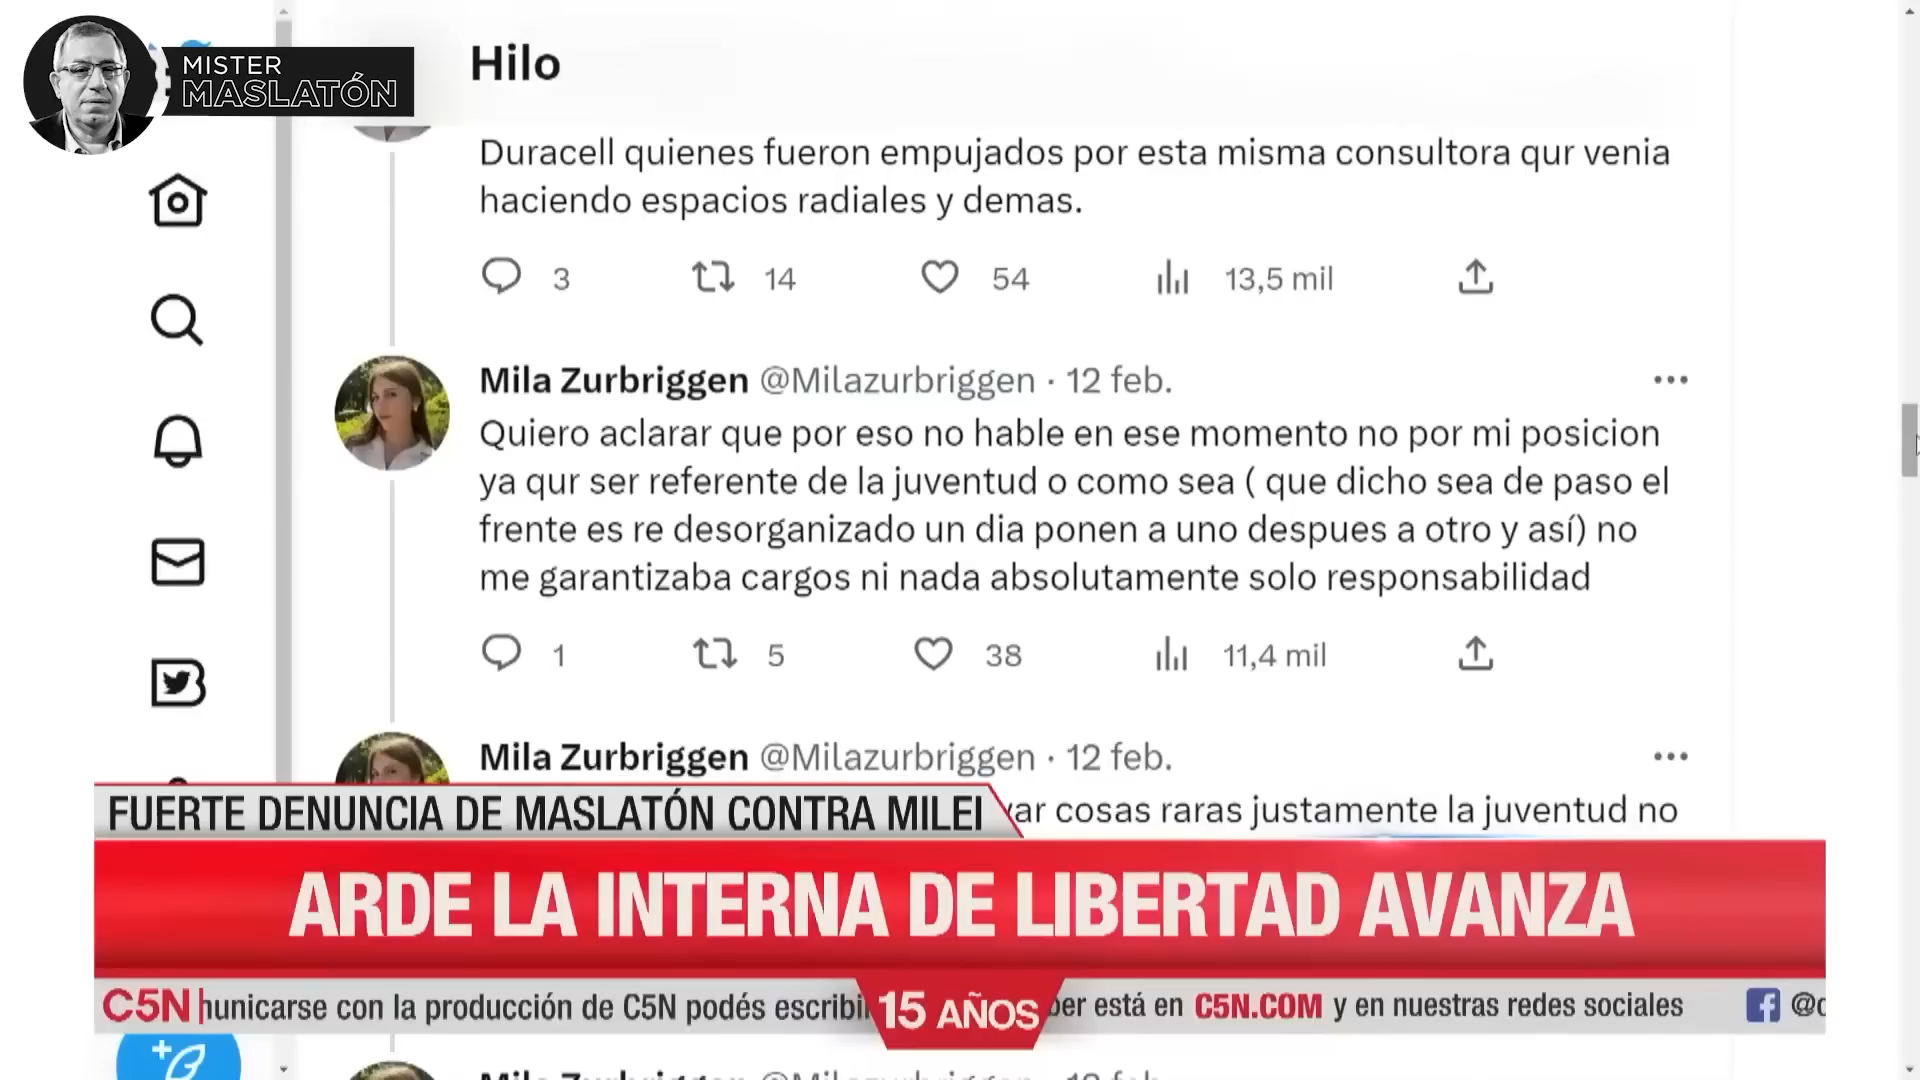 MISTER
MASLATÓN
Hilo
Duracell quienes fueron empujados por esta misma consultora qur venia
haciendo espacios radiales y demas.
3 14 54 13,5 mil
Mila Zurbriggen @Milazurbriggen · 12 feb. ...
Quiero aclarar que por eso no hable en ese momento no por mi posicion
ya qur ser referente de la juventud o como sea ( que dicho sea de paso el
frente es re desorganizado un dia ponen a uno despues a otro y así) no
me garantizaba cargos ni nada absolutamente solo responsabilidad
1 5 38 11,4 mil
Mila Zurbriggen @Milazurbriggen · 12 feb. ...
cosas raras justamente la juventud no
FUERTE DENUNCIA DE MASLATÓN CONTRA MILEI
ARDE LA INTERNA DE LIBERTAD AVANZA
C5N con la producción de C5N podés 15 AÑOS está en C5N.COM y en nuestras redes sociales